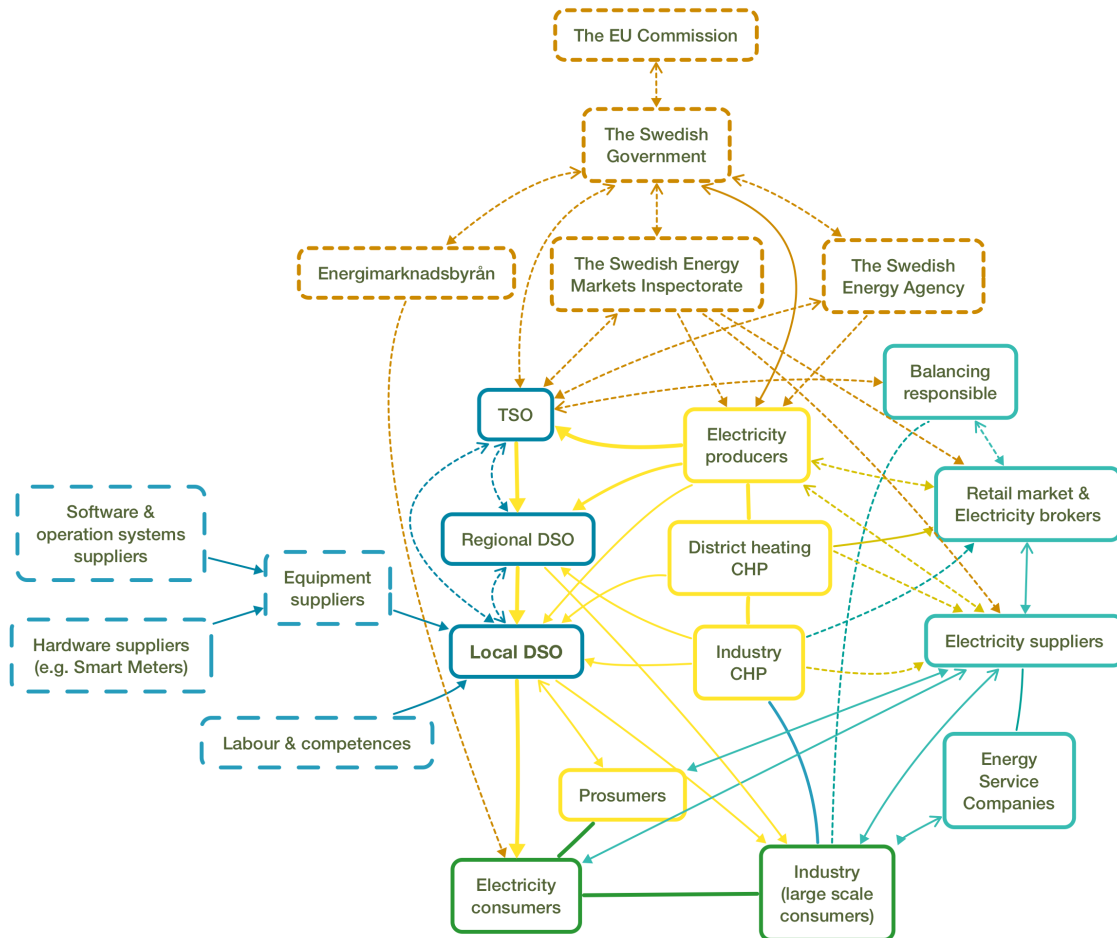 The EU Commission
The Swedish
Government
Energimarknadsbyrån
The Swedish Energy
Markets Inspectorate
The Swedish
Energy Agency
Balancing
responsible
TSO
Electricity
producers
Retail market &
Electricity brokers
Software &
operation systems
suppliers
Regional DSO
District heating
CHP
Equipment
suppliers
Hardware suppliers
(e.g. Smart Meters)
Local DSO
Industry
CHP
Electricity suppliers
Labour & competences
Energy
Service
Companies
Prosumers
Electricity
consumers
Industry
(large scale
consumers)